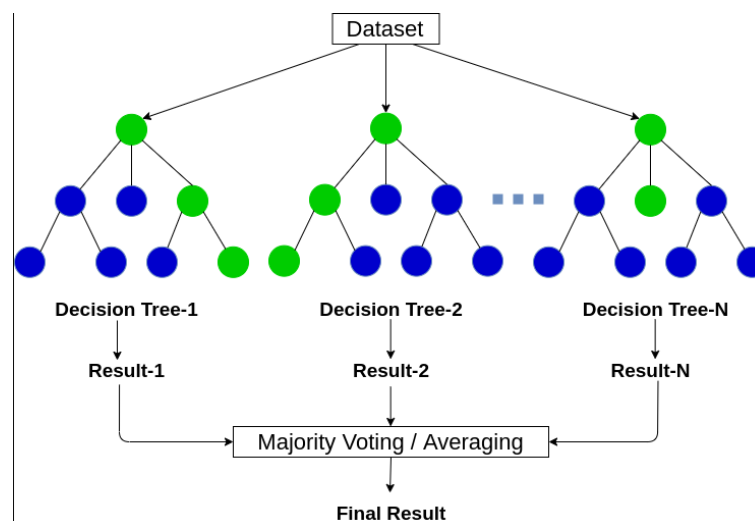 Dataset
Decision Tree-1
Decision Tree-2
Decision Tree-N
Result-1
Result-2
Result-N
Majority Voting / Averaging
Final Result